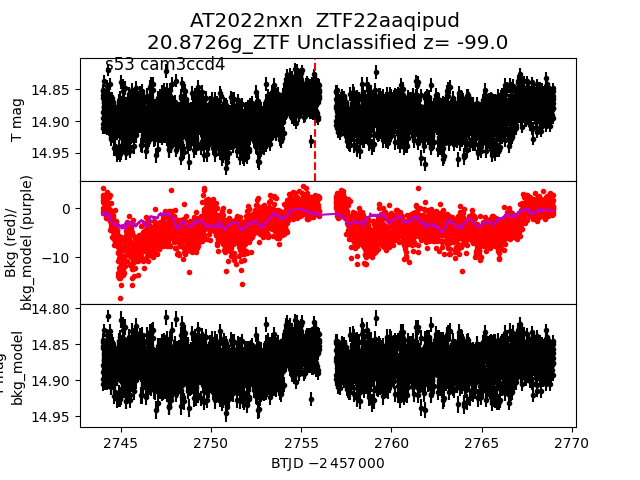 AT2022nxn ZTF22aaqipud
20.8726g_ZTF Unclassified z= -99.0
s53 cam3ccd4
T mag
14.85
14.90
14.95
Bkg (red)/
bkg_model (purple)
0
−10
bkg_model
14.80
14.85
14.90
14.95
2745 2750 2755 2760 2765 2770
BTJD −2 457 000